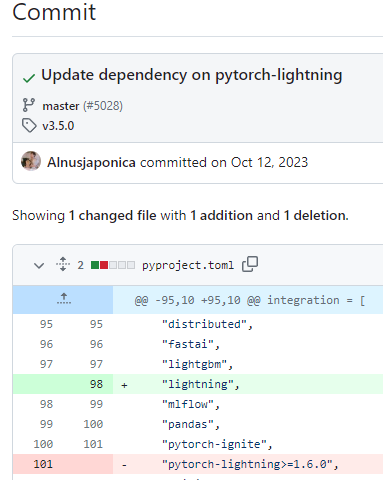 Commit
Update dependency on pytorch-lightning
master (#5028)
v3.5.0
Alnusjaponica committed on Oct 12, 2023
Showing 1 changed file with 1 addition and 1 deletion.
2 pyproject.toml
@@ -95,10 +95,10 @@ integration = [
95 95 "distributed",
96 96 "fastai",
97 97 "lightgbm",
98 + "lightning",
98 99 "mlflow",
99 100 "pandas",
100 101 "pytorch-ignite",
101 - "pytorch-lightning>=1.6.0",